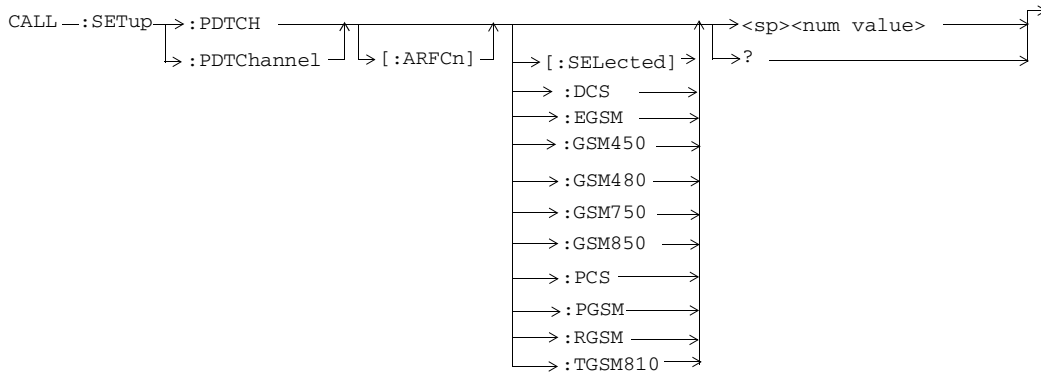 CALL :SETup :PDTCH <sp><num value>
:PDTChannel [:ARFCn] [:SELected] ?
:DCS
:EGSM
:GSM450
:GSM480
:GSM750
:GSM850
:PCS
:PGSM
:RGSM
:TGSM810